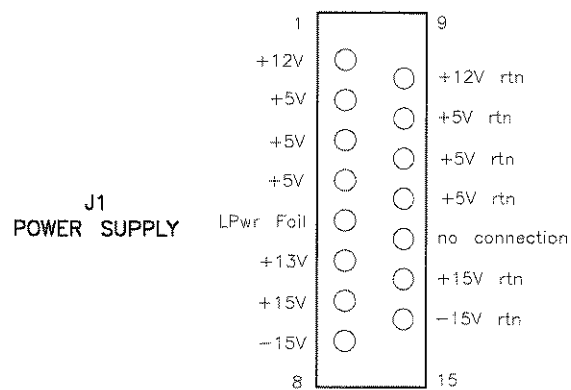 1 9
+12V
+12V rtn
+5V
+5V rtn
+5V
+5V rtn
+5V
+5V rtn
J1
POWER SUPPLY
LPwr Fail
no connection
+13V
+15V rtn
+15V
-15V rtn
-15V
8 15